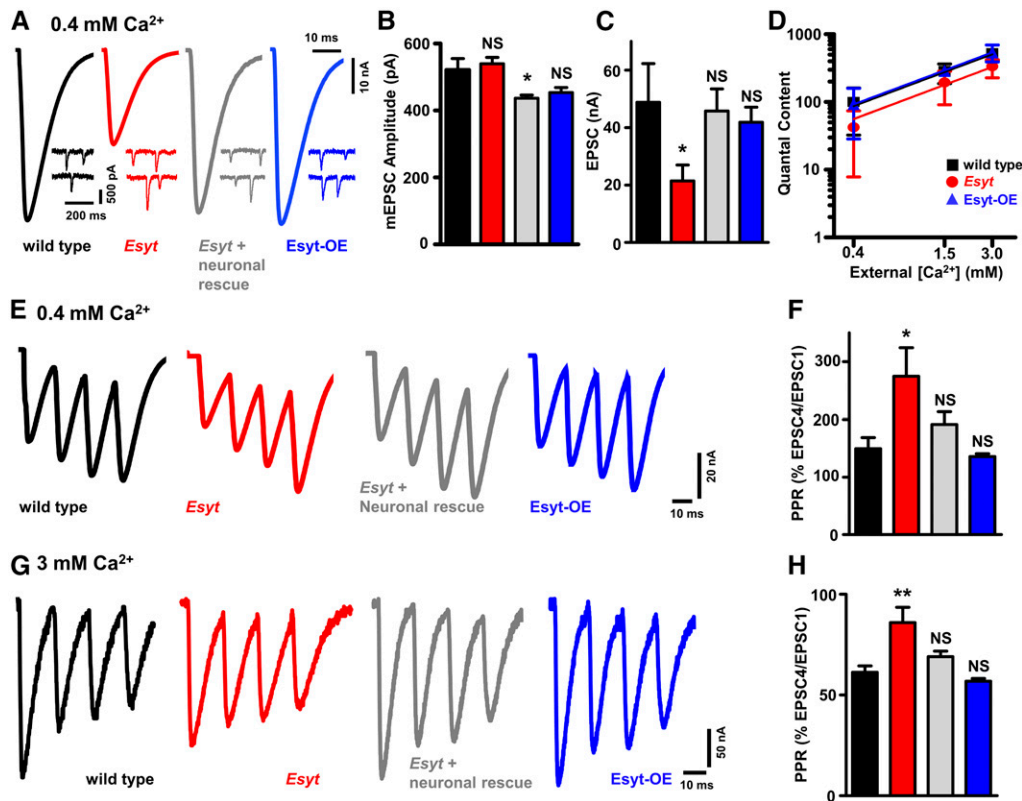 A 0.4 mM Ca²⁺
10 ms
10 nA
500 pA
200 ms
wild type
Esyt
Esyt +
neuronal
rescue
Esyt-OE
B
mEPSC Amplitude (pA)
600
400
200
0
NS
*
NS
C
EPSC (nA)
60
40
20
0
*
NS
NS
D
Quantal Content
1000
100
10
1
0.4
1.5
3.0
External [Ca²⁺] (mM)
wild type
Esyt
Esyt-OE
E 0.4 mM Ca²⁺
wild type
Esyt
Esyt +
Neuronal rescue
Esyt-OE
20 nA
10 ms
F
PPR (% EPSC4/EPSC1)
300
200
100
0
*
NS
NS
G 3 mM Ca²⁺
wild type
Esyt
Esyt +
neuronal rescue
Esyt-OE
50 nA
10 ms
H
PPR (% EPSC4/EPSC1)
100
50
0
**
NS
NS